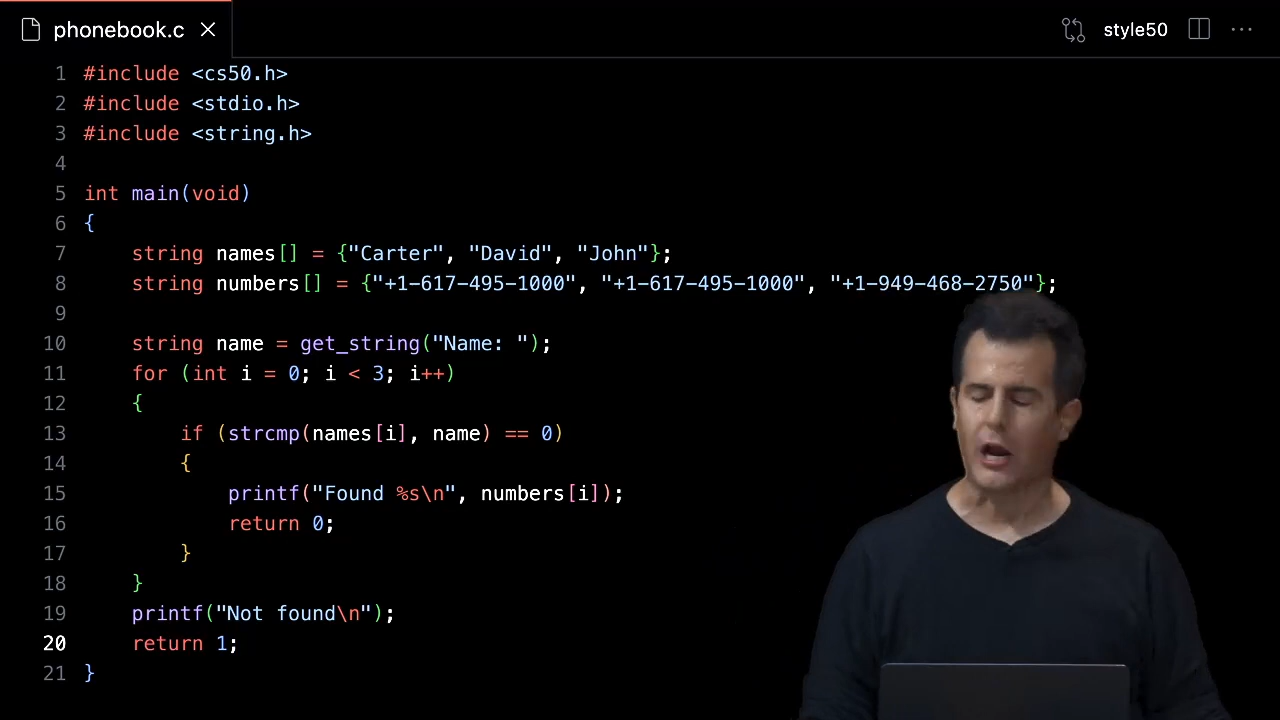 phonebook.c
style50
1 #include <cs50.h>
2 #include <stdio.h>
3 #include <string.h>
4
5 int main(void)
6 {
7     string names[] = {"Carter", "David", "John"};
8     string numbers[] = {"+1-617-495-1000", "+1-617-495-1000", "+1-949-468-2750"};
9
10     string name = get_string("Name: ");
11     for (int i = 0; i < 3; i++)
12     {
13         if (strcmp(names[i], name) == 0)
14         {
15             printf("Found %s\n", numbers[i]);
16             return 0;
17         }
18     }
19     printf("Not found\n");
20     return 1;
21 }